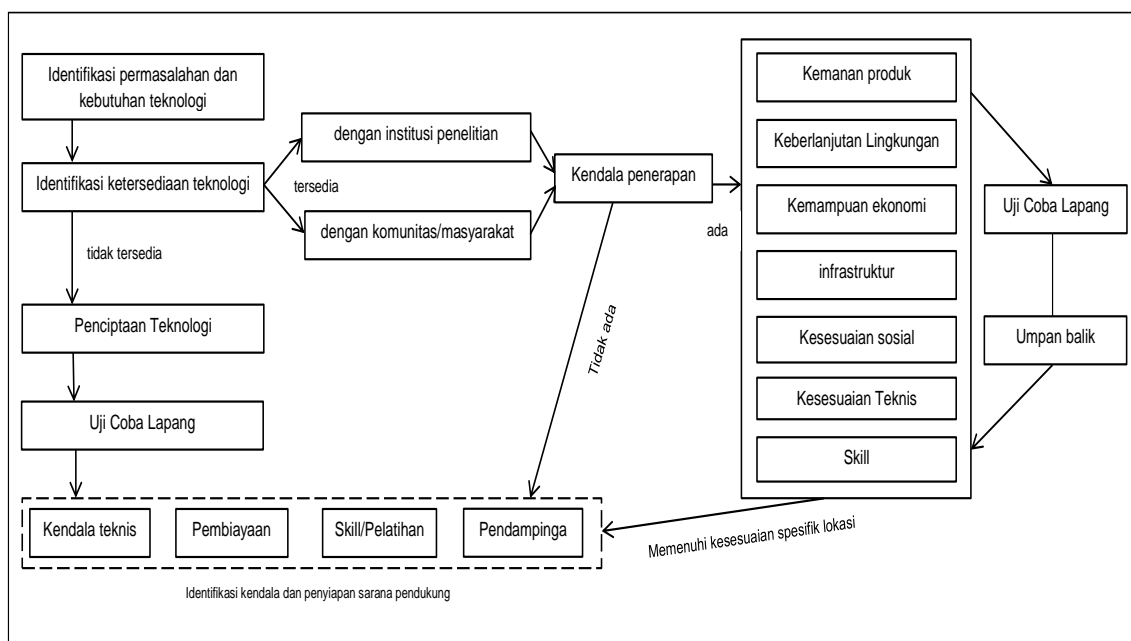 Identifikasi permasalahan dan
kebutuhan teknologi
Identifikasi ketersediaan teknologi
tersedia
dengan institusi penelitian
dengan komunitas/masyarakat
Kendala penerapan
ada
Kemanan produk
Keberlanjutan Lingkungan
Kemampuan ekonomi
infrastruktur
Kesesuaian sosial
Kesesuaian Teknis
Skill
Uji Coba Lapang
Umpan balik
tidak tersedia
Penciptaan Teknologi
Uji Coba Lapang
Tidak ada
Kendala teknis
Pembiayaan
Skill/Pelatihan
Pendampinga
Memenuhi kesesuaian spesifik lokasi
Identifikasi kendala dan penyiapan sarana pendukung